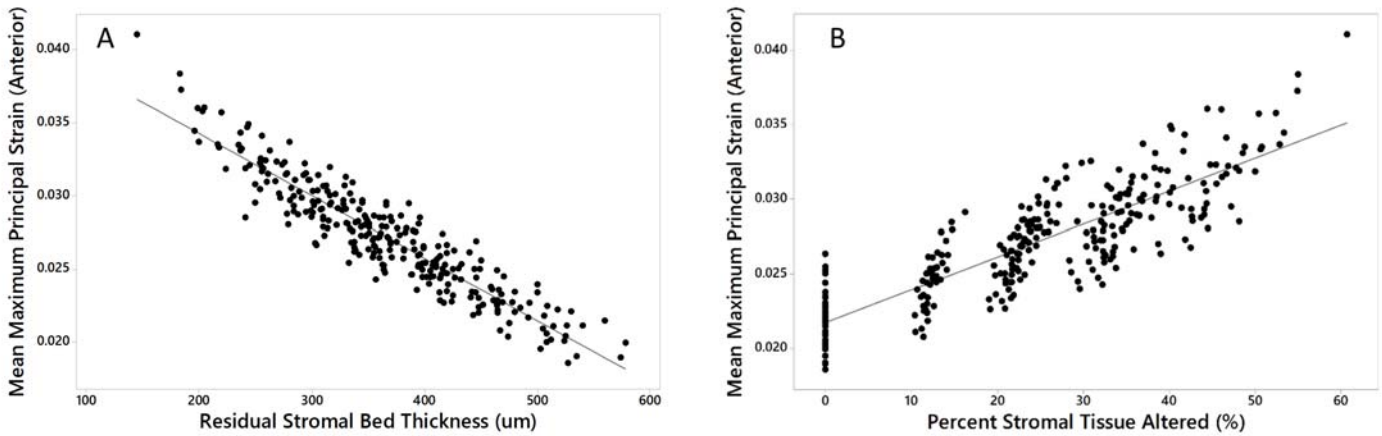 A
Mean Maximum Principal Strain (Anterior)
0.040
0.035
0.030
0.025
0.020
100 200 300 400 500 600
Residual Stromal Bed Thickness (um)
B
Mean Maximum Principal Strain (Anterior)
0.040
0.035
0.030
0.025
0.020
0 10 20 30 40 50 60
Percent Stromal Tissue Altered (%)